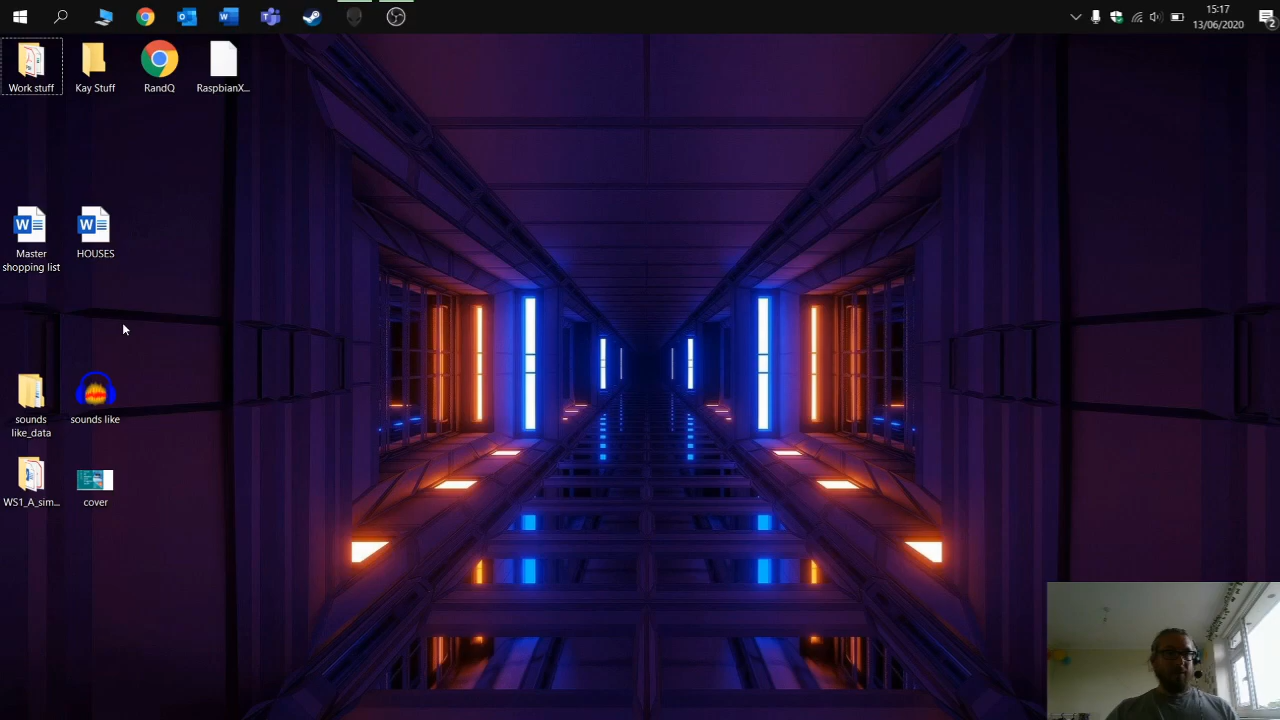 15:17
13/06/2020
2
Work stuff
Kay Stuff
RandQ
RaspbianX...
Master
shopping list
HOUSES
sounds
like_data
sounds like
WS1_A_sim...
cover